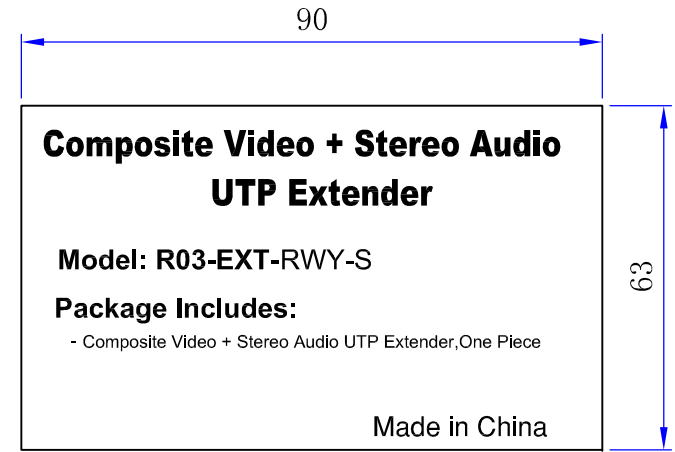 90
Composite Video + Stereo Audio
UTP Extender
Model: R03-EXT-RWY-S
63
Package Includes:
- Composite Video + Stereo Audio UTP Extender,One Piece
Made in China